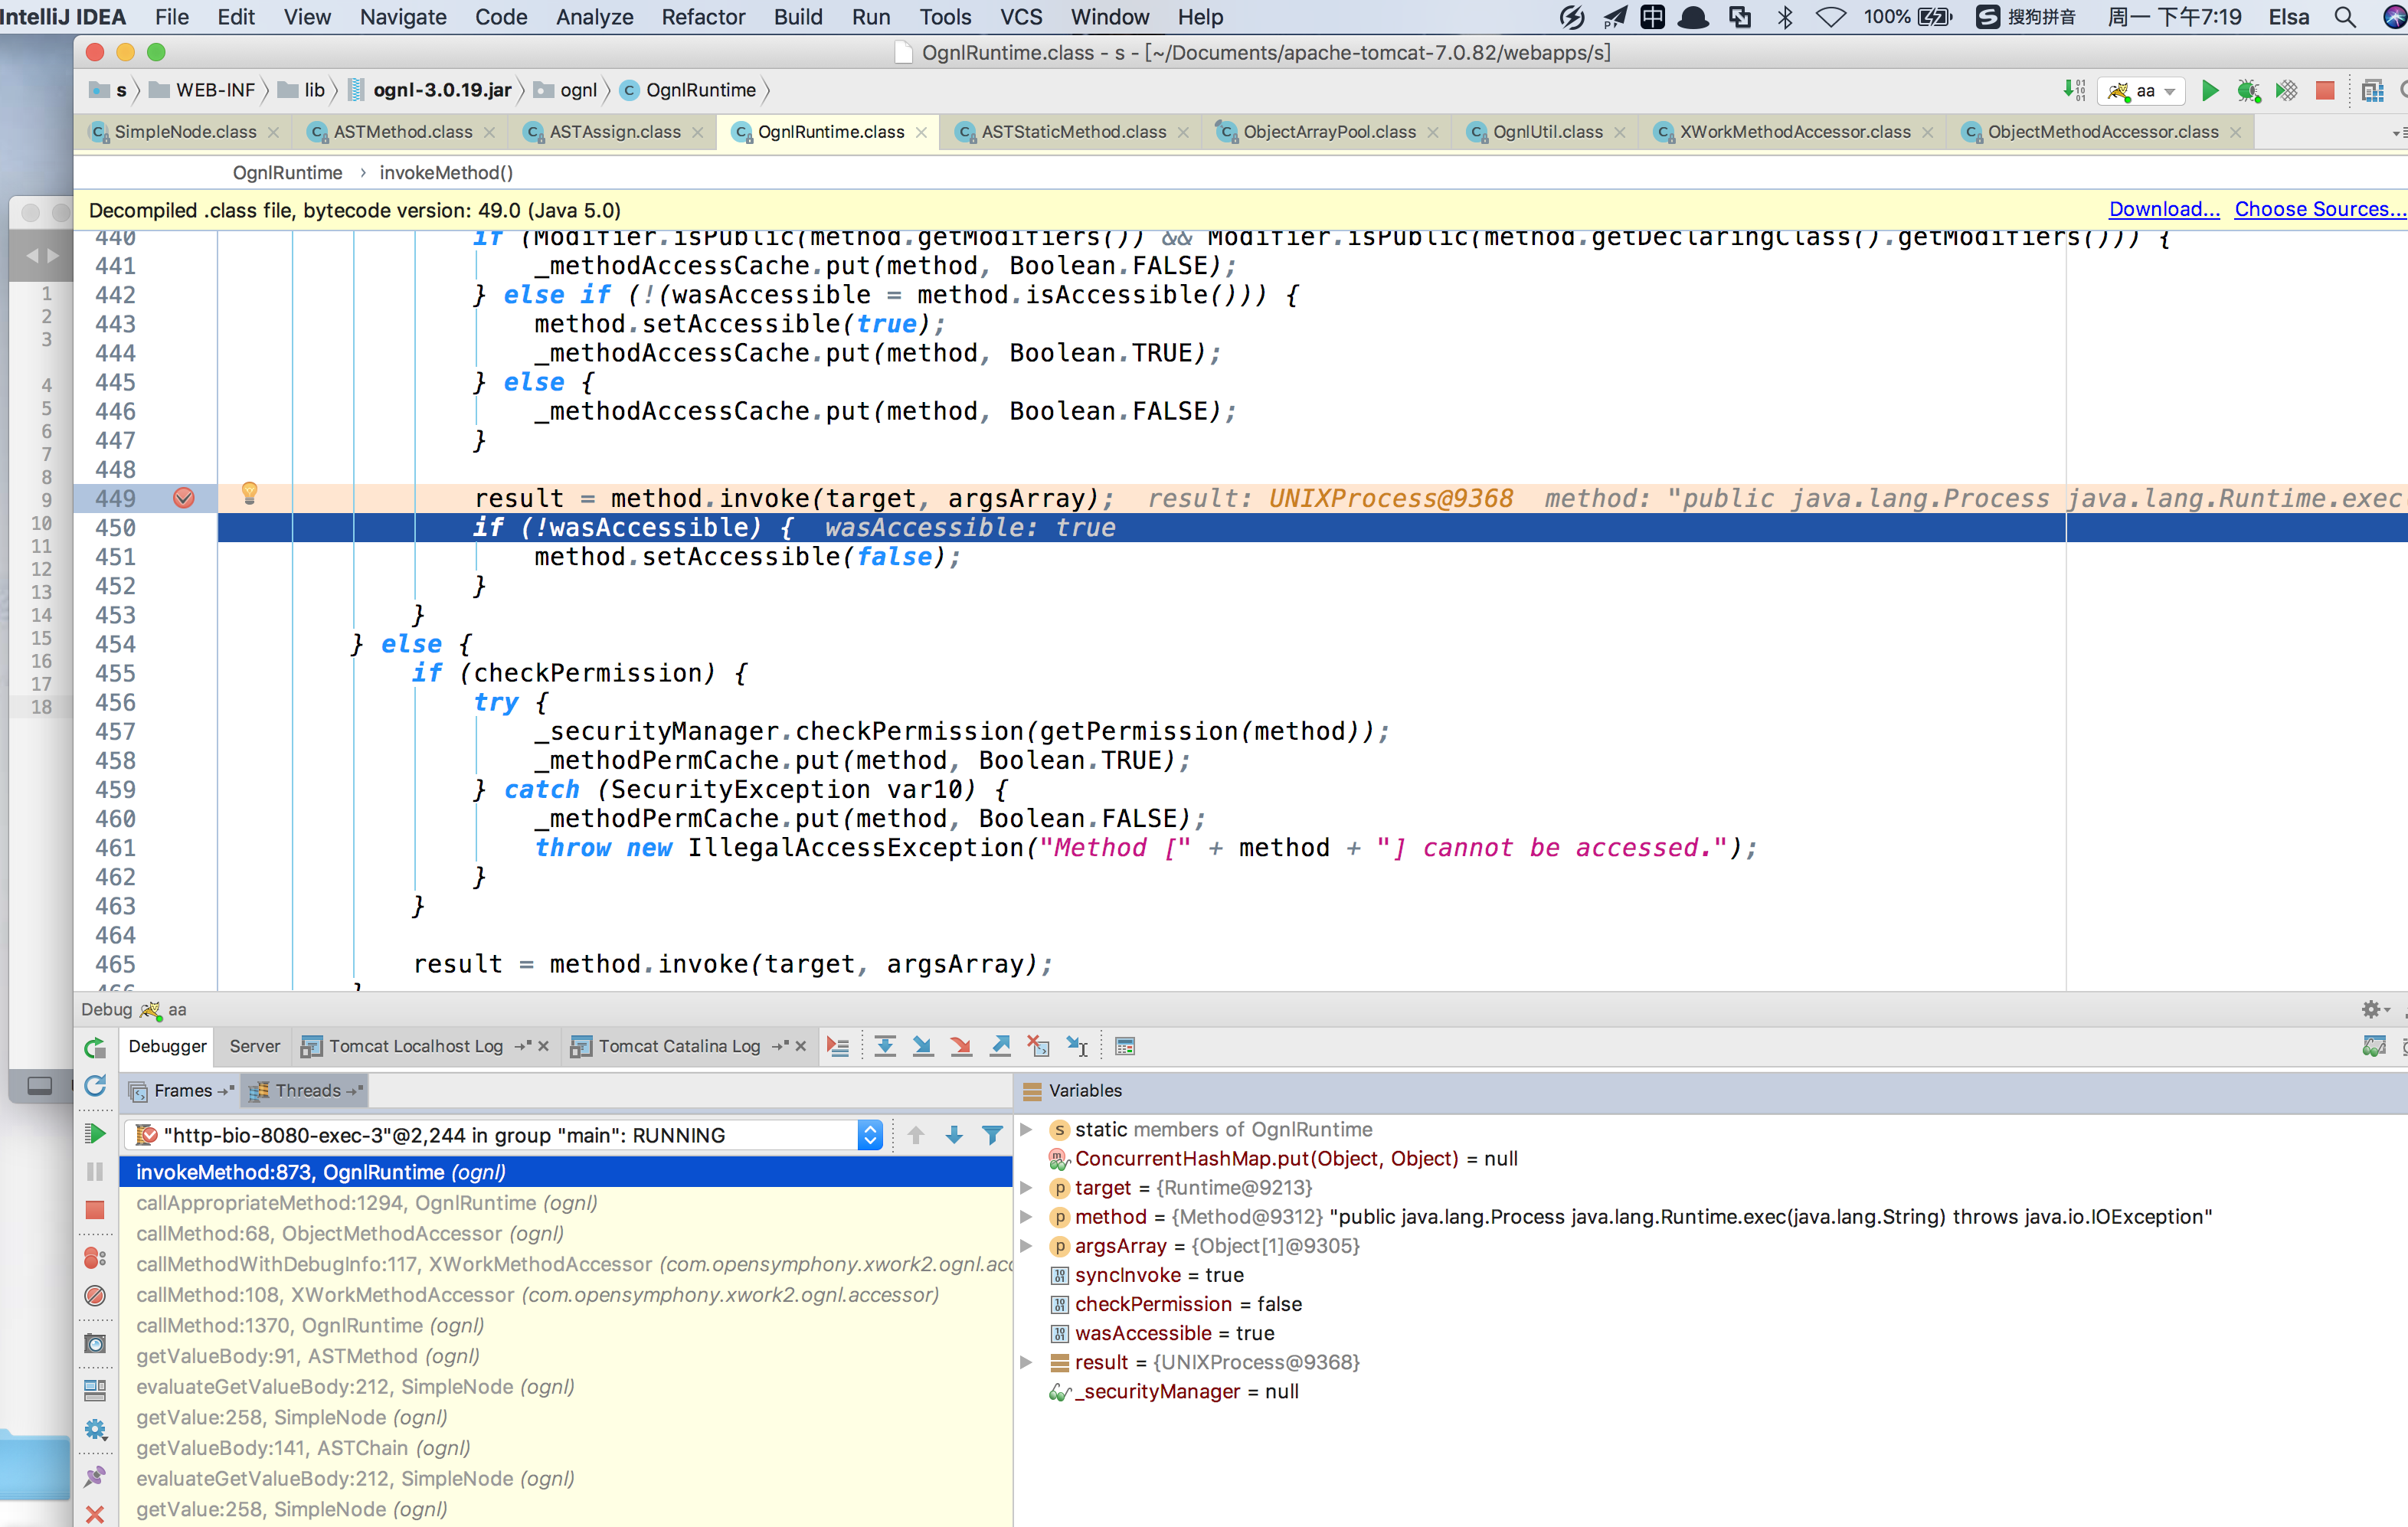 IntelliJ IDEA File Edit View Navigate Code Analyze Refactor Build Run Tools VCS Window Help 中 100% S 搜狗拼音 周一 下午7:19 Elsa
OgnlRuntime.class - s - [~/Documents/apache-tomcat-7.0.82/webapps/s]
s WEB-INF lib ognl-3.0.19.jar ognl OgnlRuntime aa
SimpleNode.class ASTMethod.class ASTAssign.class OgnlRuntime.class ASTStaticMethod.class ObjectArrayPool.class OgnlUtil.class XWorkMethodAccessor.class ObjectMethodAccessor.class
OgnlRuntime › invokeMethod()
Decompiled .class file, bytecode version: 49.0 (Java 5.0) Download... Choose Sources...
440 if (Modifier.isPublic(method.getModifiers()) && Modifier.isPublic(method.getDeclaringClass().getModifiers())) {
441 _methodAccessCache.put(method, Boolean.FALSE);
442 } else if (!(wasAccessible = method.isAccessible())) {
443 method.setAccessible(true);
444 _methodAccessCache.put(method, Boolean.TRUE);
445 } else {
446 _methodAccessCache.put(method, Boolean.FALSE);
447 }
448
449 result = method.invoke(target, argsArray); result: UNIXProcess@9368 method: "public java.lang.Process java.lang.Runtime.exec(
450 if (!wasAccessible) { wasAccessible: true
451 method.setAccessible(false);
452 }
453 }
454 } else {
455 if (checkPermission) {
456 try {
457 _securityManager.checkPermission(getPermission(method));
458 _methodPermCache.put(method, Boolean.TRUE);
459 } catch (SecurityException var10) {
460 _methodPermCache.put(method, Boolean.FALSE);
461 throw new IllegalAccessException("Method [" + method + "] cannot be accessed.");
462 }
463 }
464
465 result = method.invoke(target, argsArray);
466 }
1
2
3
4
5
6
7
8
9
10
11
12
13
14
15
16
17
18
Debug aa
Debugger Server Tomcat Localhost Log Tomcat Catalina Log
Frames Threads
"http-bio-8080-exec-3"@2,244 in group "main": RUNNING
invokeMethod:873, OgnlRuntime (ognl)
callAppropriateMethod:1294, OgnlRuntime (ognl)
callMethod:68, ObjectMethodAccessor (ognl)
callMethodWithDebugInfo:117, XWorkMethodAccessor (com.opensymphony.xwork2.ognl.acc
callMethod:108, XWorkMethodAccessor (com.opensymphony.xwork2.ognl.accessor)
callMethod:1370, OgnlRuntime (ognl)
getValueBody:91, ASTMethod (ognl)
evaluateGetValueBody:212, SimpleNode (ognl)
getValue:258, SimpleNode (ognl)
getValueBody:141, ASTChain (ognl)
evaluateGetValueBody:212, SimpleNode (ognl)
getValue:258, SimpleNode (ognl)
Variables
static members of OgnlRuntime
ConcurrentHashMap.put(Object, Object) = null
target = {Runtime@9213}
method = {Method@9312} "public java.lang.Process java.lang.Runtime.exec(java.lang.String) throws java.io.IOException"
argsArray = {Object[1]@9305}
syncInvoke = true
checkPermission = false
wasAccessible = true
result = {UNIXProcess@9368}
_securityManager = null